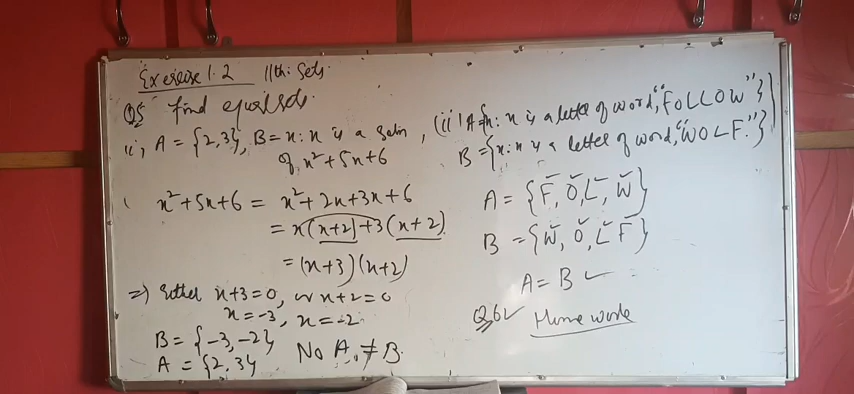 Exercise 1.2 11th: Sets.
Q5 find equal sets.
(i), A = {2,3}, B = x: x is a soln
of x²+5x+6
x²+5x+6 = x²+2x+3x+6
= x(x+2)+3(x+2)
= (x+3)(x+2)
=) Either x+3=0, or x+2=0
x=-3, x=-2
B = {-3,-2}
A = {2,3} No A ≠ B.
(ii) A={x: x is a letter of word, "FOLLOW"}
B={x: x is a letter of word, "WOLF."}
A = {F, O, L, W}
B = {W, O, L F}
A = B ✓
Q6 ✓ Home work